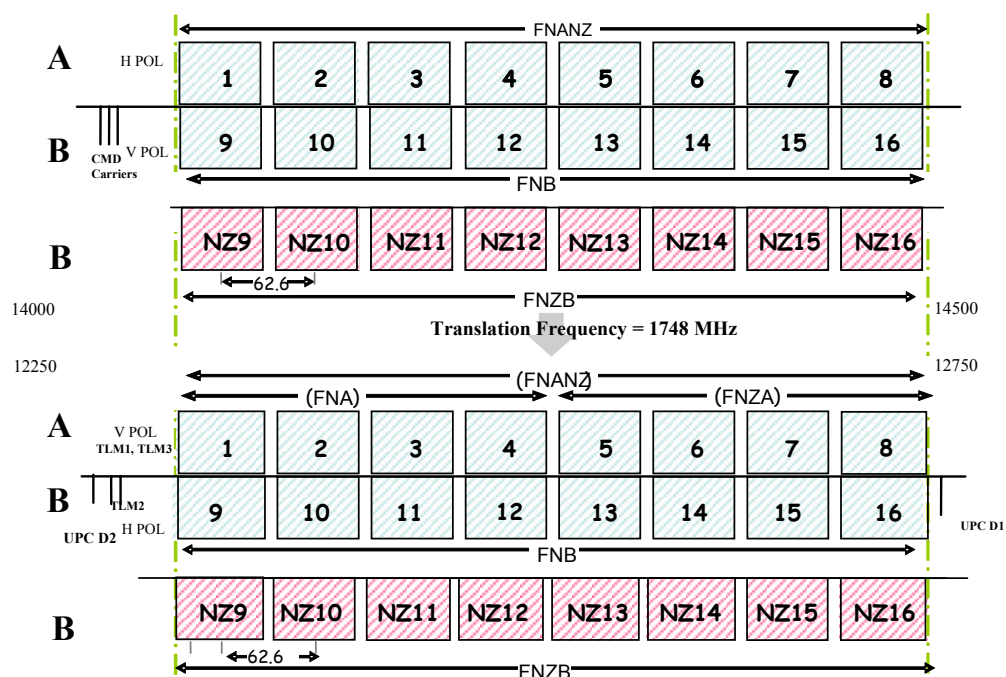 FNANZ
A H POL 1 2 3 4 5 6 7 8
B V POL 9 10 11 12 13 14 15 16
CMD
Carriers
FNB
B NZ9 NZ10 NZ11 NZ12 NZ13 NZ14 NZ15 NZ16
62.6
FNZB
14000 14500
Translation Frequency = 1748 MHz
12250 12750
(FNANZ)
(FNA) (FNZA)
A V POL 1 2 3 4 5 6 7 8
TLM1, TLM3
B 9 10 11 12 13 14 15 16
TLM2
H POL
UPC D2 UPC D1
FNB
B NZ9 NZ10 NZ11 NZ12 NZ13 NZ14 NZ15 NZ16
62.6
FNZB